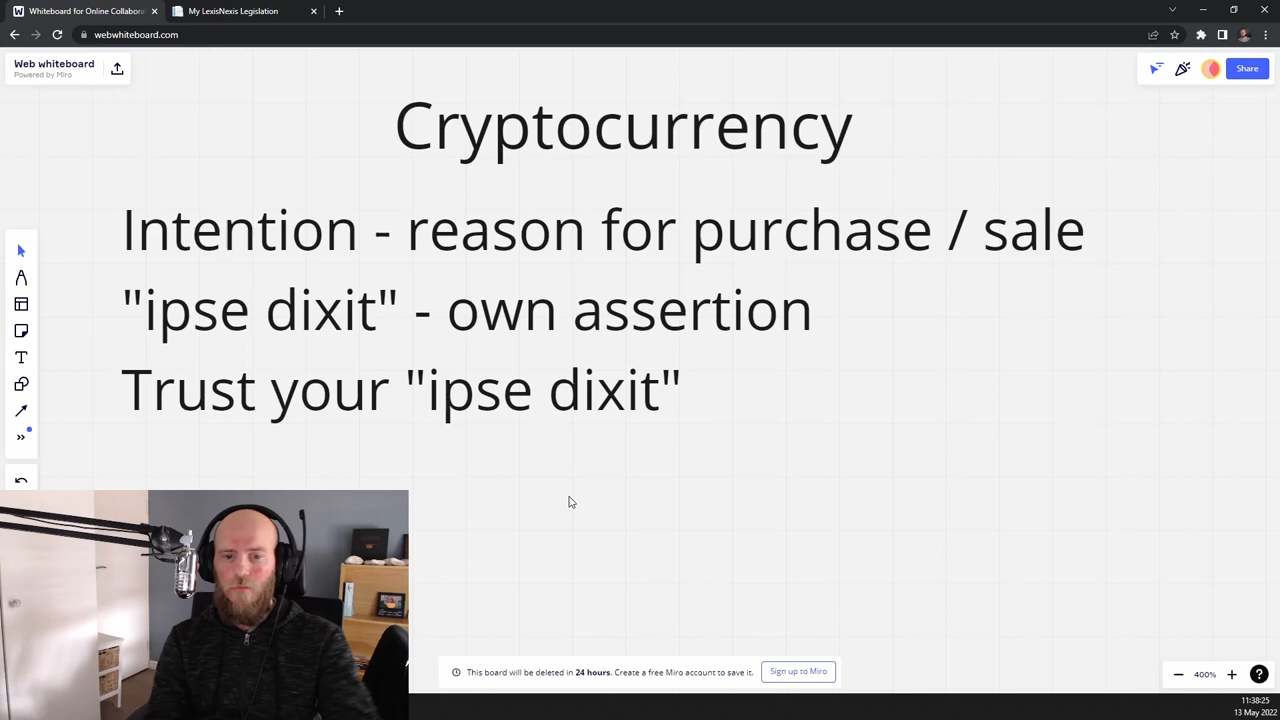 Whiteboard for Online Collabora
My LexisNexis Legislation
webwhiteboard.com
Web whiteboard
Powered by Miro
Share
Cryptocurrency
Intention - reason for purchase / sale
"ipse dixit" - own assertion
Trust your "ipse dixit"
This board will be deleted in 24 hours. Create a free Miro account to save it.
Sign up to Miro
400%
11:38:25
13 May 2022